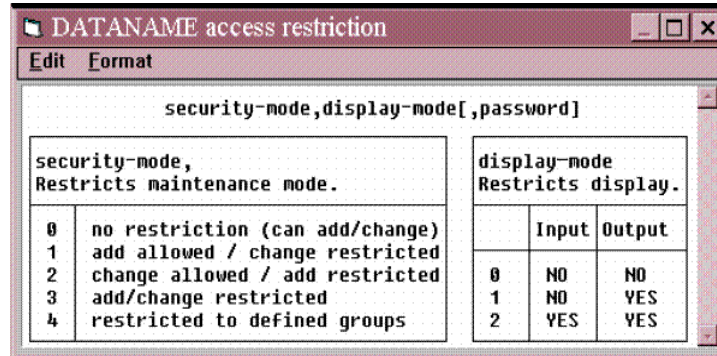 DATANAME access restriction
Edit Format
security-mode,display-mode[,password]
security-mode,
Restricts maintenance mode.
0 no restriction (can add/change)
1 add allowed / change restricted
2 change allowed / add restricted
3 add/change restricted
4 restricted to defined groups
display-mode
Restricts display.
Input Output
0 NO NO
1 NO YES
2 YES YES